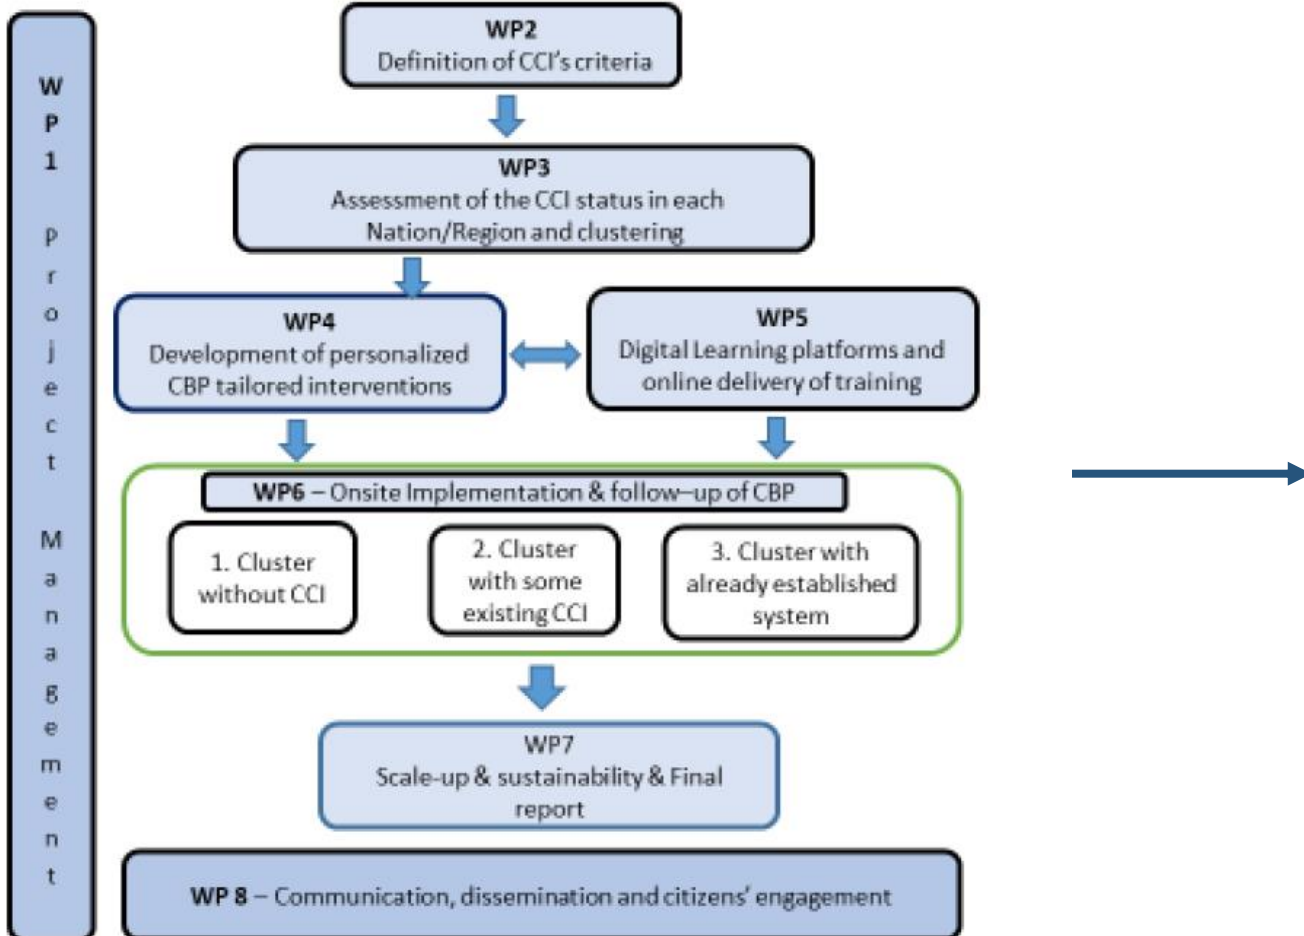 WP1 Project Management
WP2
Definition of CCI's criteria
WP3
Assessment of the CCI status in each
Nation/Region and clustering
WP4
Development of personalized
CBP tailored interventions
WP5
Digital Learning platforms and
online delivery of training
WP6 – Onsite Implementation & follow–up of CBP
1. Cluster
without CCI
2. Cluster
with some
existing CCI
3. Cluster with
already established
system
WP7
Scale-up & sustainability & Final
report
WP 8 – Communication, dissemination and citizens' engagement